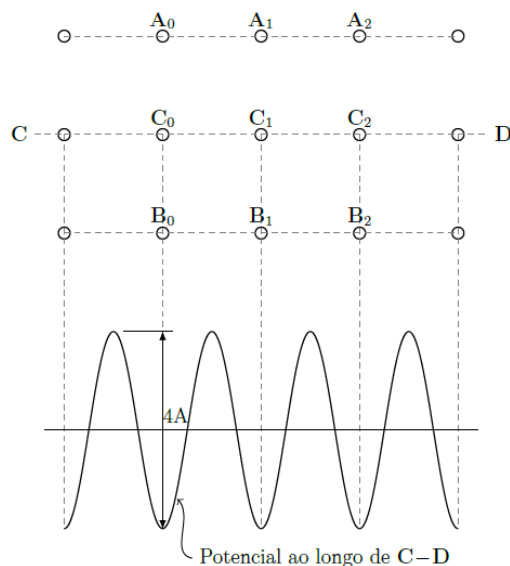 A0 A1 A2
C C0 C1 C2 D
B0 B1 B2
4A
Potencial ao longo de C–D